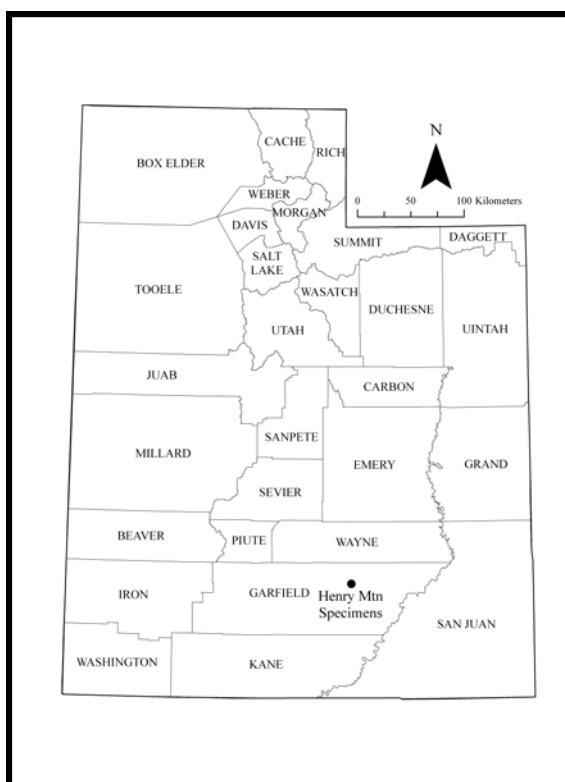 N
CACHE
RICH
BOX ELDER
0 50 100 Kilometers
WEBER
MORGAN
DAVIS
SUMMIT
DAGGETT
SALT
LAKE
TOOELE
WASATCH
DUCHESNE
UINTAH
UTAH
JUAB
CARBON
SANPETE
MILLARD
EMERY
GRAND
SEVIER
BEAVER
PIUTE
WAYNE
IRON
GARFIELD
Henry Mtn
Specimens
SAN JUAN
WASHINGTON
KANE